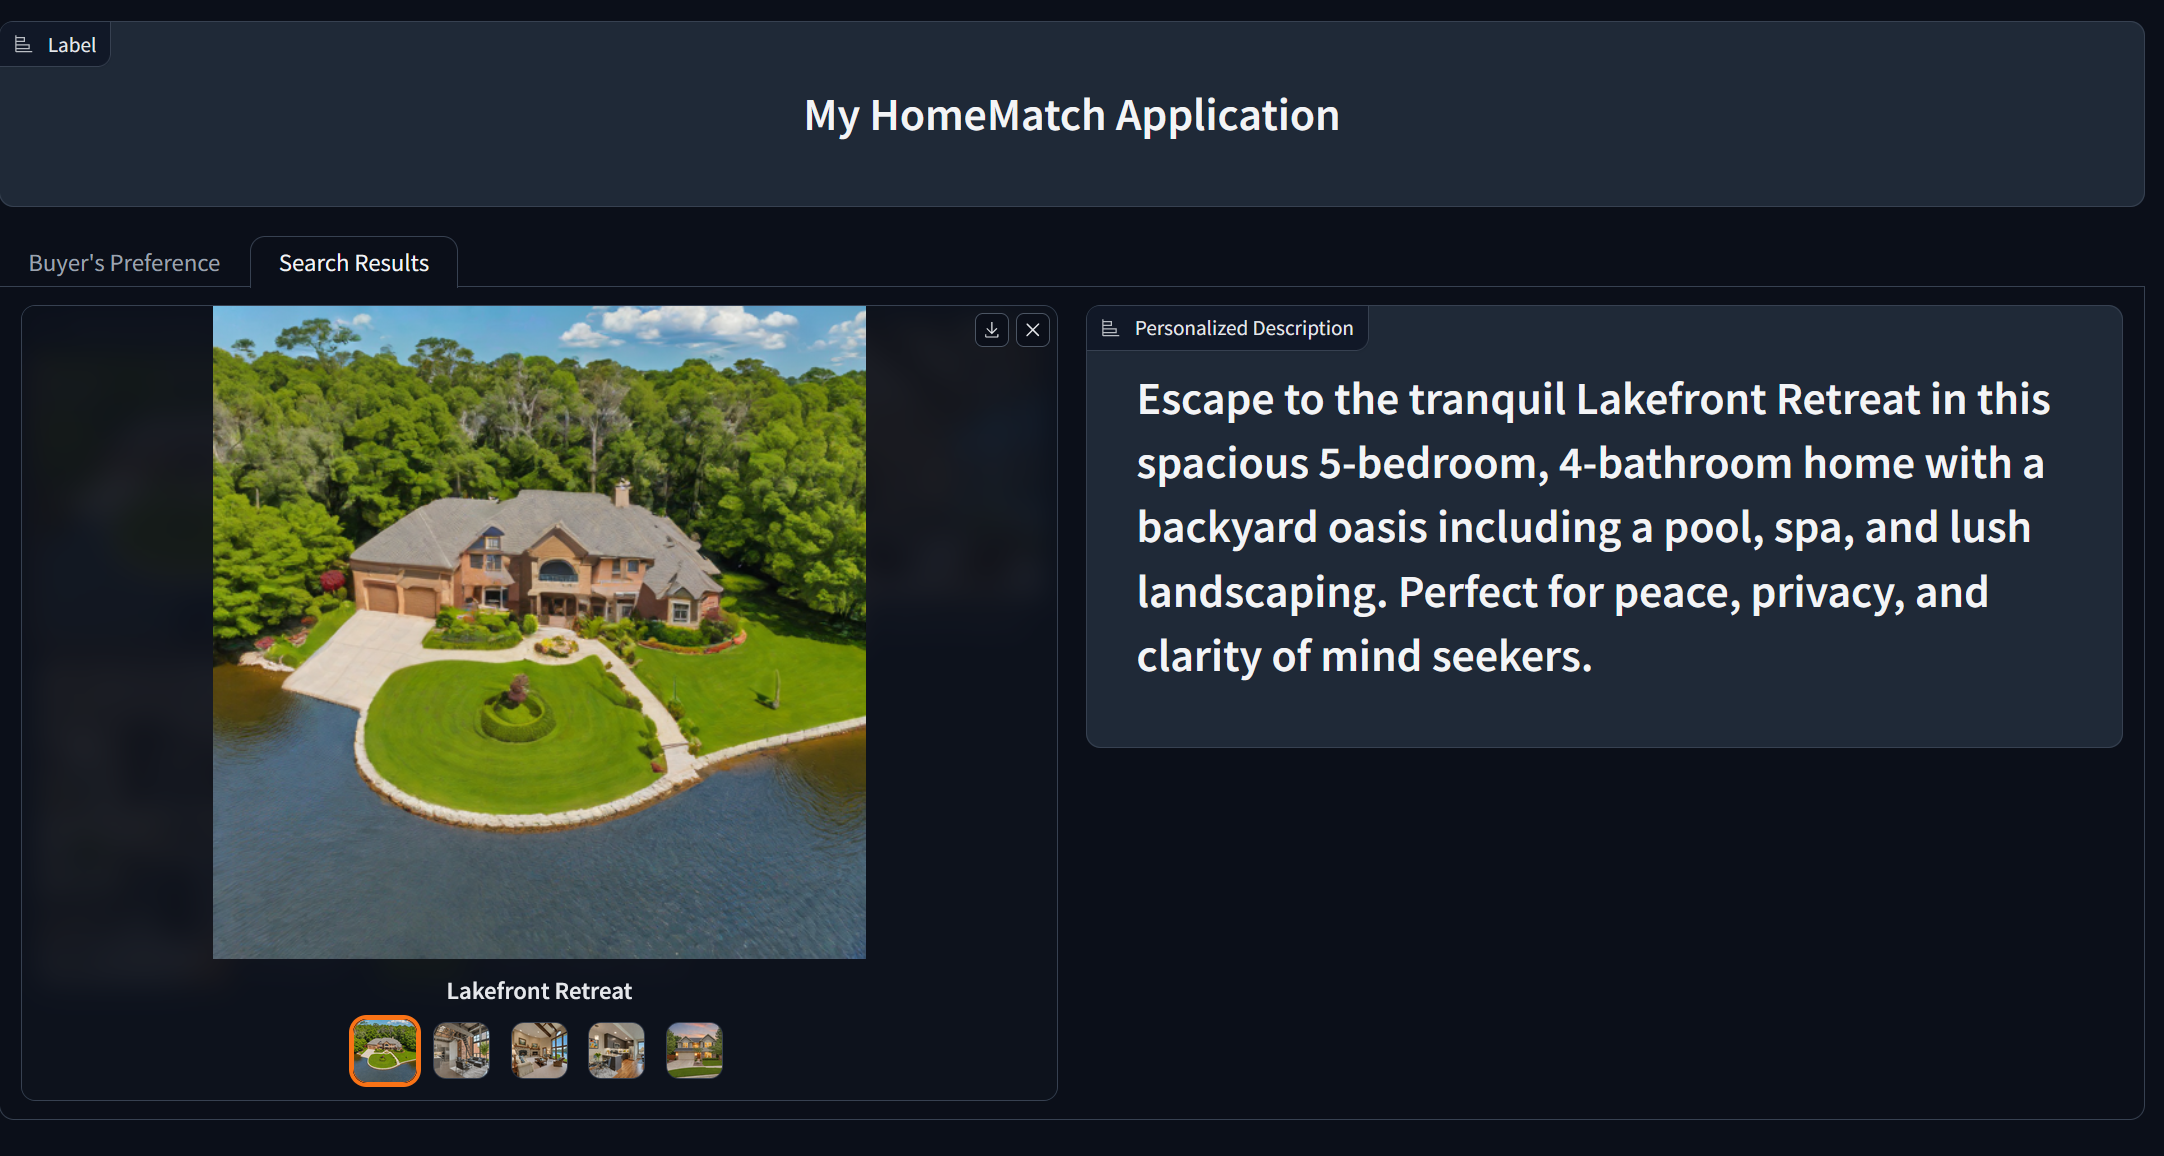 Label
My HomeMatch Application
Buyer's Preference
Search Results
Personalized Description
Escape to the tranquil Lakefront Retreat in this
spacious 5-bedroom, 4-bathroom home with a
backyard oasis including a pool, spa, and lush
landscaping. Perfect for peace, privacy, and
clarity of mind seekers.
Lakefront Retreat